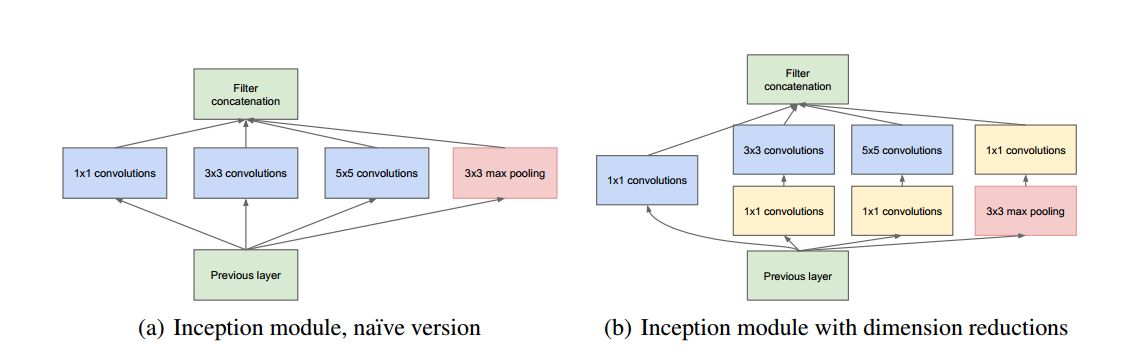 Filter
concatenation
1x1 convolutions
3x3 convolutions
5x5 convolutions
3x3 max pooling
Previous layer
(a) Inception module, naïve version
Filter
concatenation
3x3 convolutions
5x5 convolutions
1x1 convolutions
1x1 convolutions
1x1 convolutions
1x1 convolutions
3x3 max pooling
Previous layer
(b) Inception module with dimension reductions